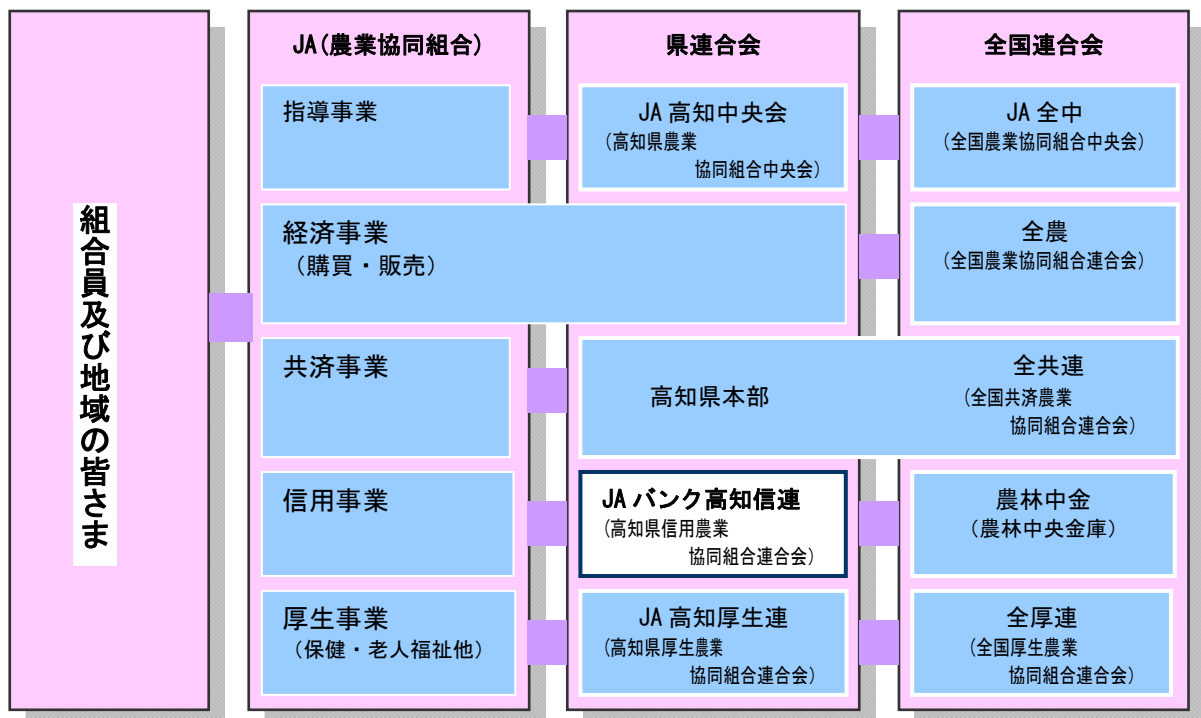 組合員及び地域の皆さま
JA(農業協同組合)
県連合会
全国連合会
指導事業
JA高知中央会
(高知県農業
協同組合中央会)
JA全中
(全国農業協同組合中央会)
経済事業
(購買・販売)
全農
(全国農業協同組合連合会)
共済事業
高知県本部
全共連
(全国共済農業
協同組合連合会)
信用事業
JAバンク高知信連
(高知県信用農業
協同組合連合会)
農林中金
(農林中央金庫)
厚生事業
(保健・老人福祉他)
JA高知厚生連
(高知県厚生農業
協同組合連合会)
全厚連
(全国厚生農業
協同組合連合会)